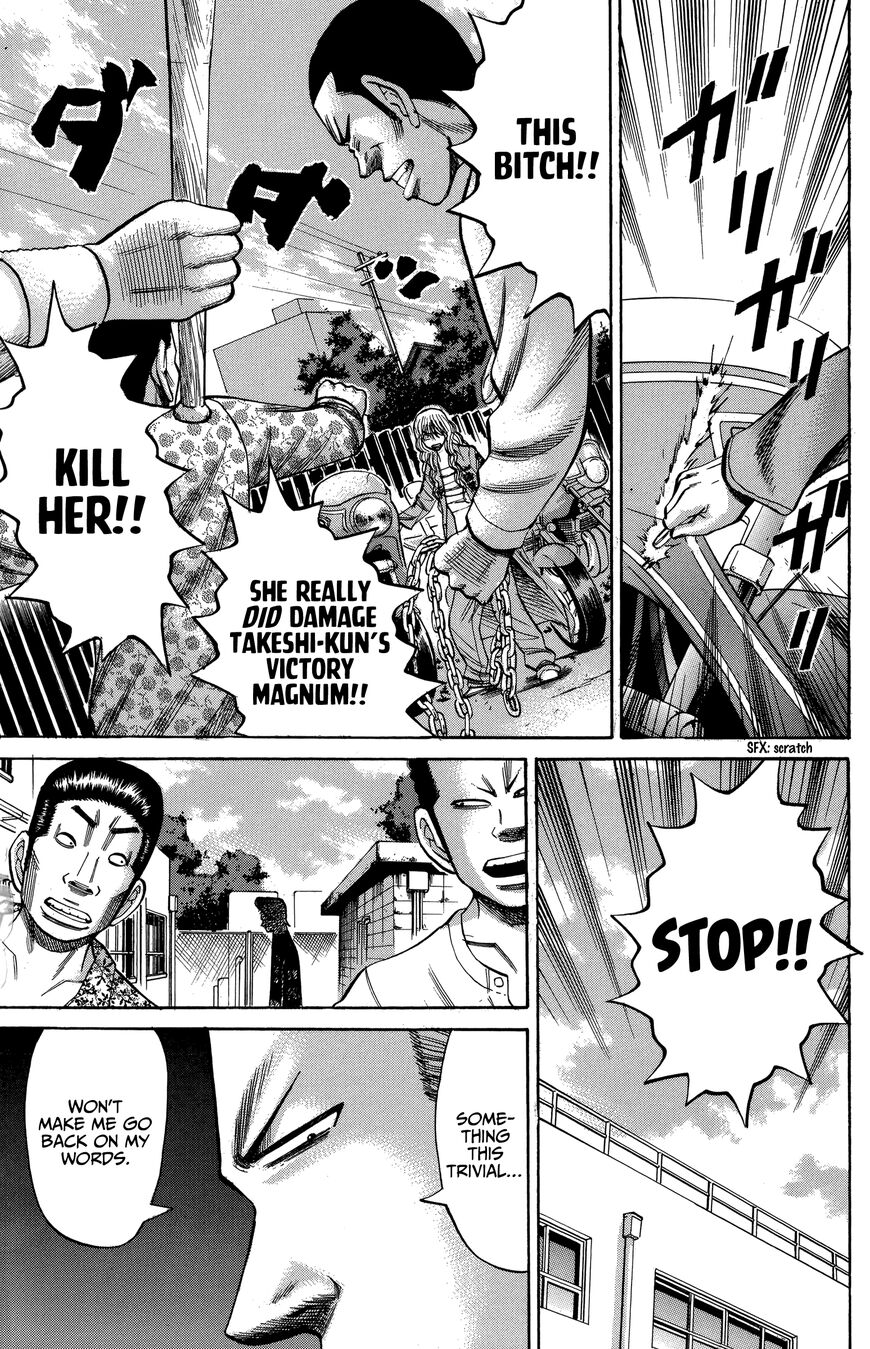 ガリ
ガリ
ガリ
SFX: scratch
THIS
BITCH!!
ダ
ダ
ッ
KILL
HER!!
SHE REALLY
DID DAMAGE
TAKESHI-KUN'S
VICTORY
MAGNUM!!
STOP!!
SOME-
THING
THIS
TRIVIAL...
WON'T
MAKE ME GO
BACK ON MY
WORDS.